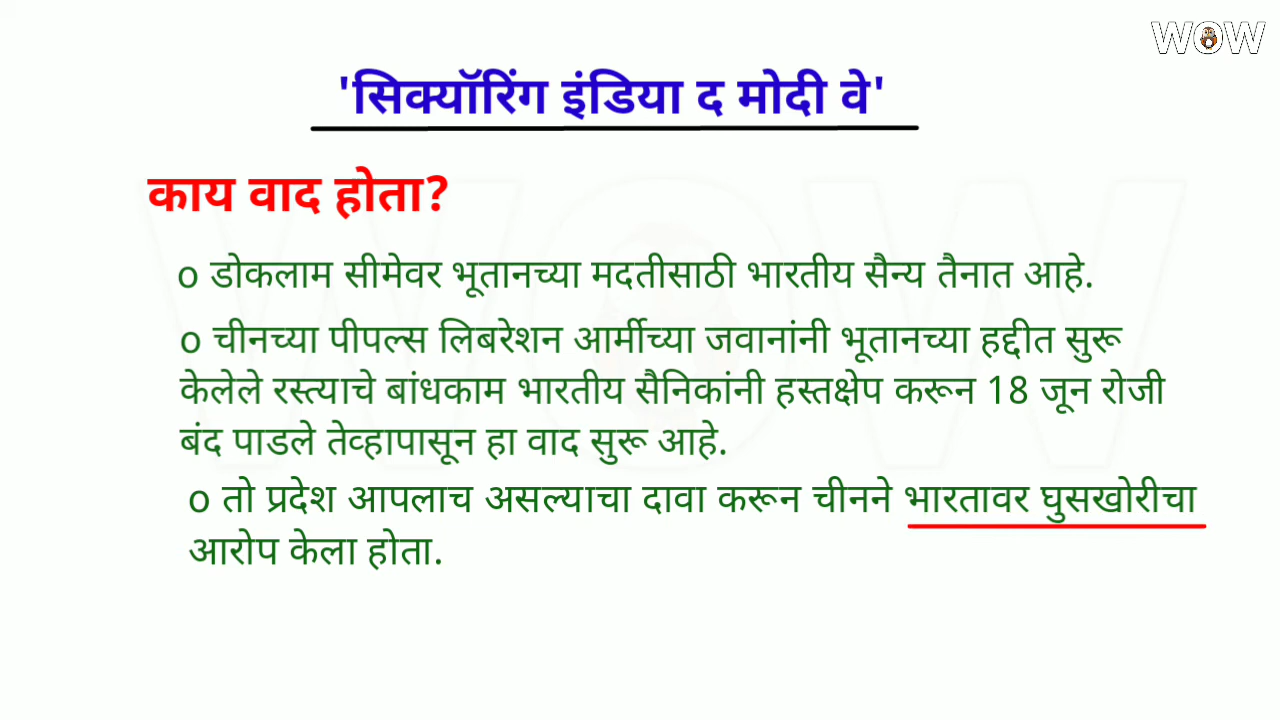 WOW
'सिक्यॉरिंग इंडिया द मोदी वे'
काय वाद होता?
o डोकलाम सीमेवर भूतानच्या मदतीसाठी भारतीय सैन्य तैनात आहे.
o चीनच्या पीपल्स लिबरेशन आर्मीच्या जवानांनी भूतानच्या हद्दीत सुरू
केलेले रस्त्याचे बांधकाम भारतीय सैनिकांनी हस्तक्षेप करून 18 जून रोजी
बंद पाडले तेव्हापासून हा वाद सुरू आहे.
o तो प्रदेश आपलाच असल्याचा दावा करून चीनने भारतावर घुसखोरीचा
आरोप केला होता.